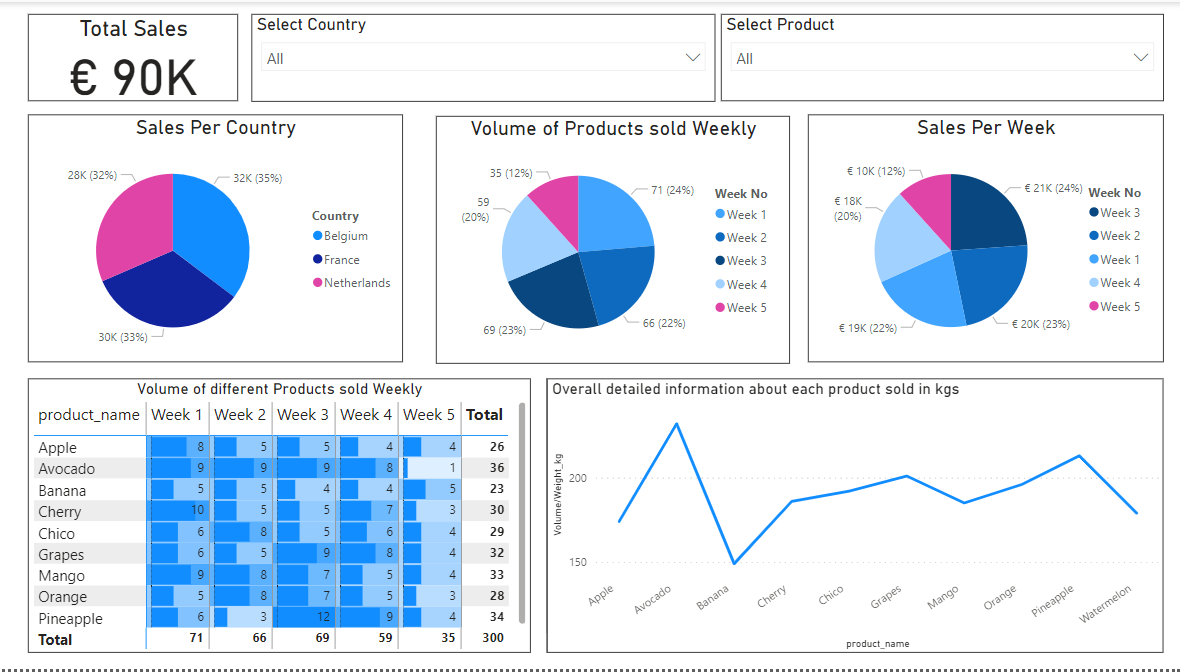 Total Sales
€ 90K
Select Country
All
Select Product
All
Sales Per Country
28K (32%)
32K (35%)
30K (33%)
Country
Belgium
France
Netherlands
Volume of Products sold Weekly
35 (12%)
71 (24%)
59
(20%)
69 (23%)
66 (22%)
Week No
Week 1
Week 2
Week 3
Week 4
Week 5
Sales Per Week
€ 10K (12%)
€ 21K (24%)
€ 18K
(20%)
€ 19K (22%)
€ 20K (23%)
Week No
Week 3
Week 2
Week 1
Week 4
Week 5
Volume of different Products sold Weekly
product_name Week 1 Week 2 Week 3 Week 4 Week 5 Total
Apple 8 5 5 4 4 26
Avocado 9 9 9 8 1 36
Banana 5 5 4 4 5 23
Cherry 10 5 5 7 3 30
Chico 6 8 5 6 4 29
Grapes 6 5 9 8 4 32
Mango 9 8 7 5 4 33
Orange 5 8 7 5 3 28
Pineapple 6 3 12 9 4 34
Total 71 66 69 59 35 300
Overall detailed information about each product sold in kgs
Volume/Weight_kg
200
150
Apple
Avocado
Banana
Cherry
Chico
Grapes
Mango
Orange
Pineapple
Watermelon
product_name